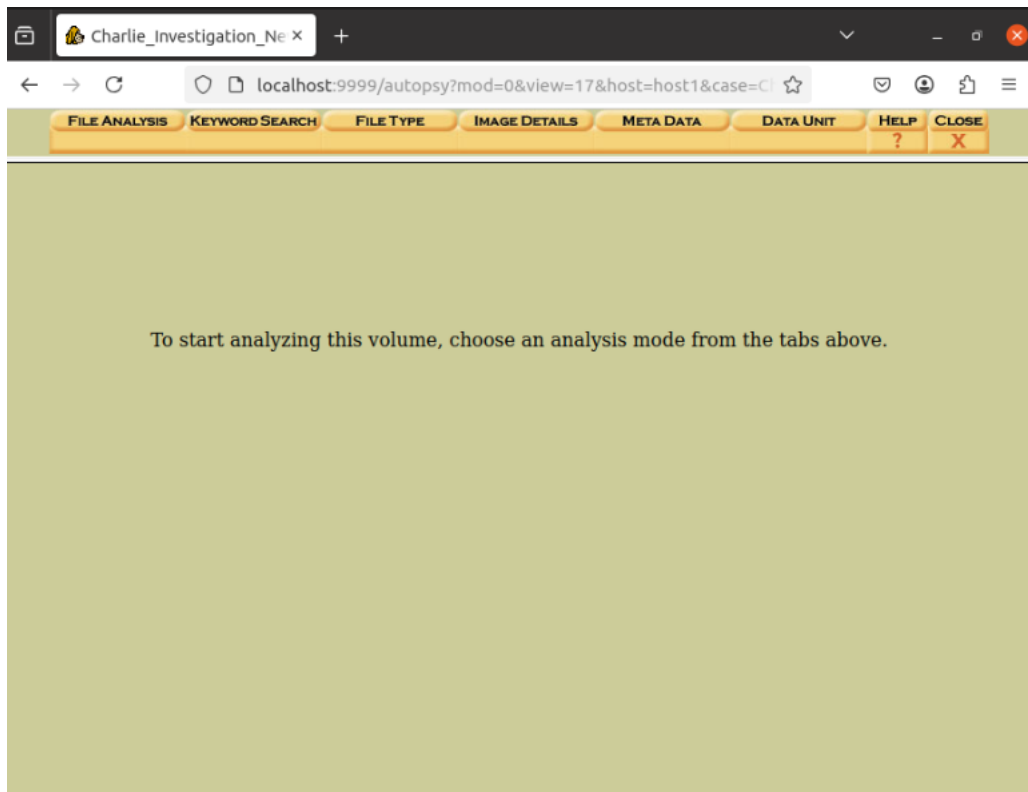 Charlie_Investigation_Ne
localhost:9999/autopsy?mod=0&view=17&host=host1&case=Ch
FILE ANALYSIS KEYWORD SEARCH FILE TYPE IMAGE DETAILS META DATA DATA UNIT HELP CLOSE
? X
To start analyzing this volume, choose an analysis mode from the tabs above.